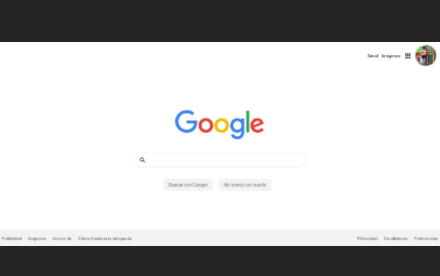 Gmail Imágenes
Google
Buscar con Google Me siento con suerte
Publicidad Negocios Acerca de Cómo funciona la Búsqueda
Privacidad Condiciones Preferencias